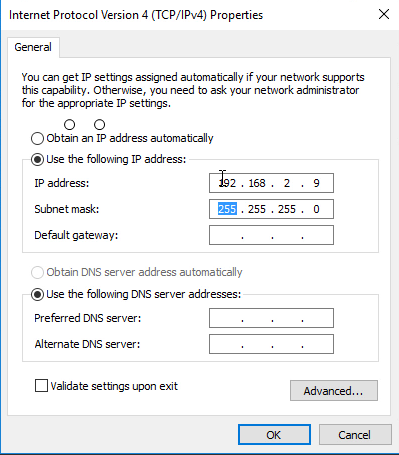 Internet Protocol Version 4 (TCP/IPv4) Properties
General
You can get IP settings assigned automatically if your network supports
this capability. Otherwise, you need to ask your network administrator
for the appropriate IP settings.
Obtain an IP address automatically
Use the following IP address:
IP address: 192 . 168 . 2 . 9
Subnet mask: 255 . 255 . 255 . 0
Default gateway: . . .
Obtain DNS server address automatically
Use the following DNS server addresses:
Preferred DNS server: . . .
Alternate DNS server: . . .
Validate settings upon exit
Advanced...
OK Cancel